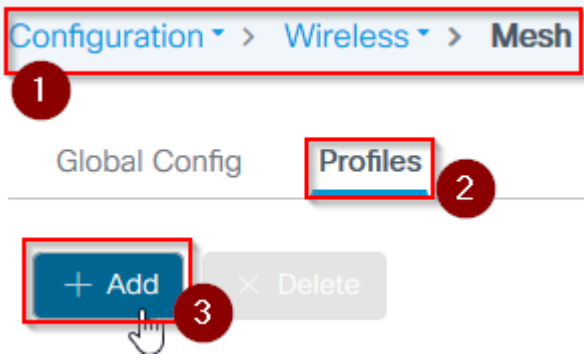 Configuration > Wireless > Mesh
1
Global Config Profiles
2
+ Add × Delete
3